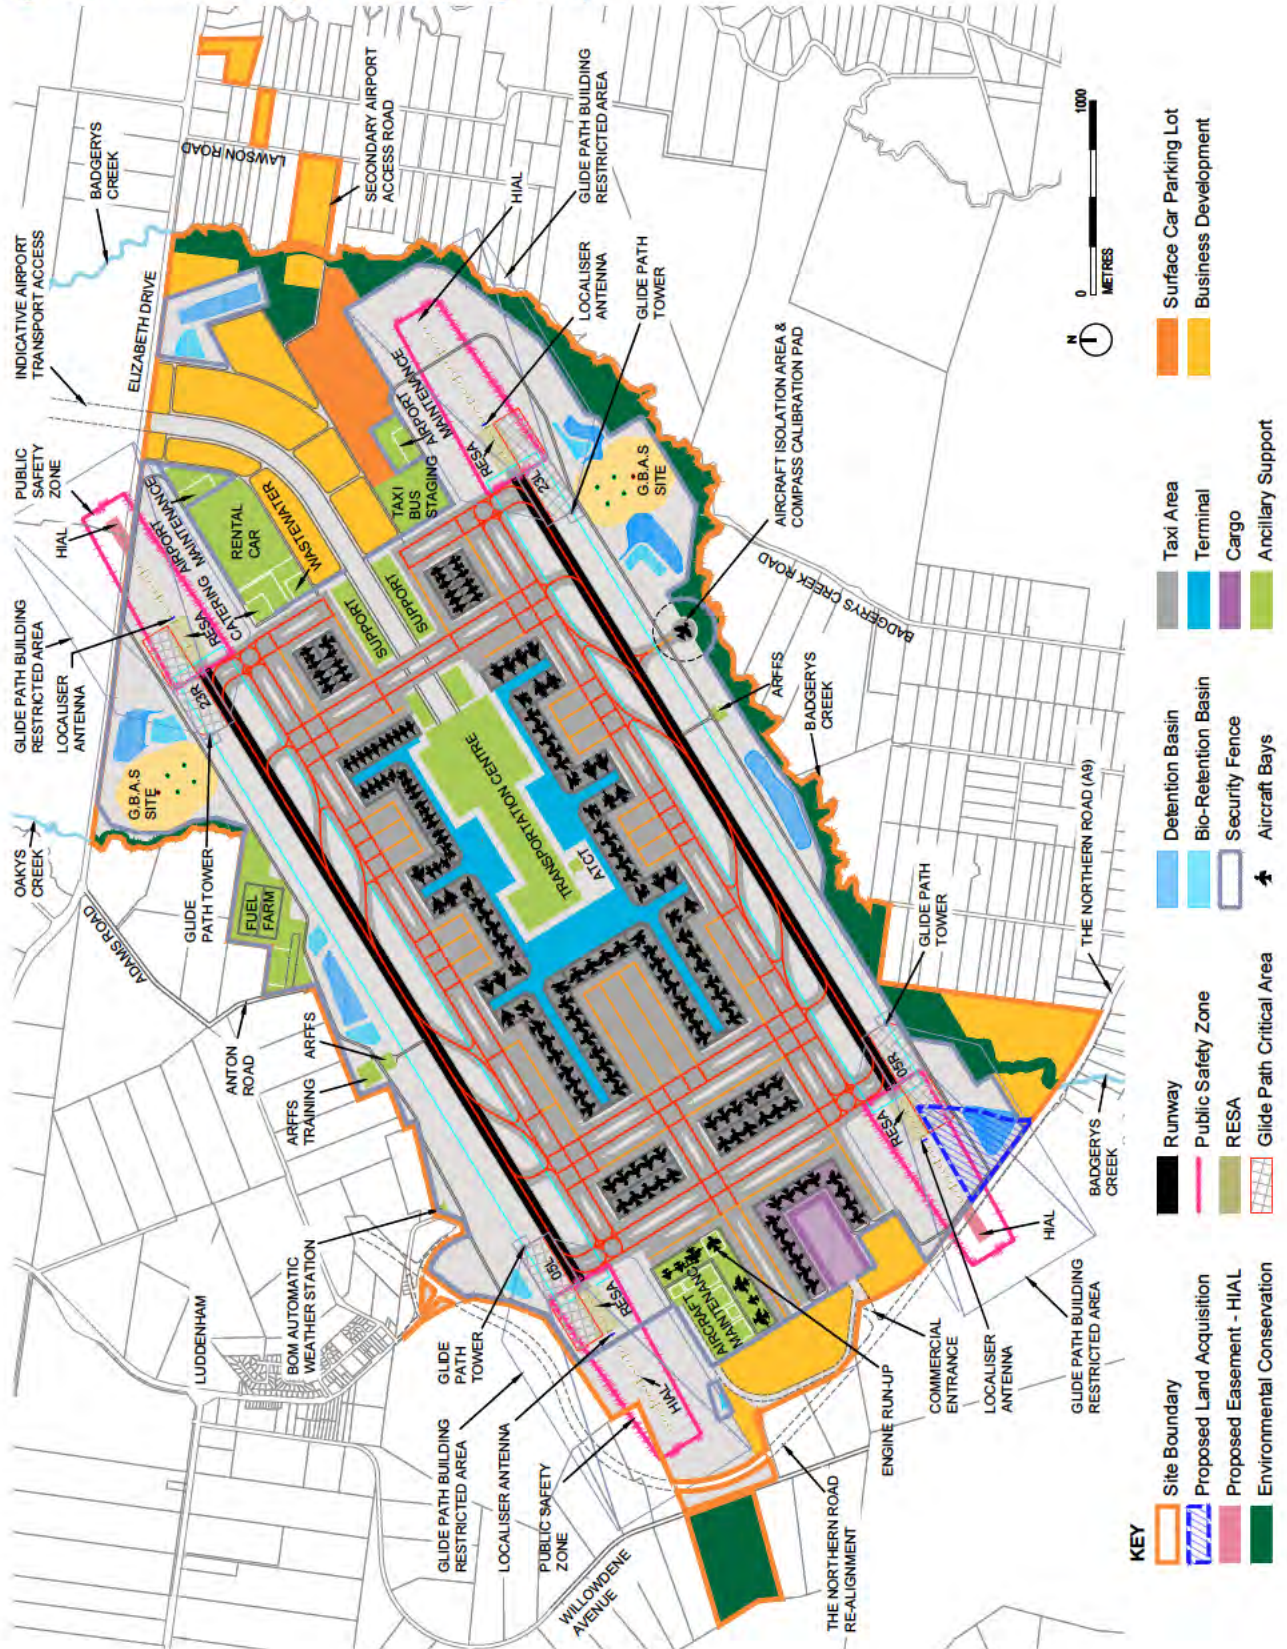 INDICATIVE AIRPORT
TRANSPORT ACCESS
BADGERYS
CREEK
ELIZABETH DRIVE
LAWSON ROAD
SECONDARY AIRPORT
ACCESS ROAD
GLIDE PATH BUILDING
RESTRICTED AREA
HIAL
LOCALISER
ANTENNA
GLIDE PATH
TOWER
AIRCRAFT ISOLATION AREA &
COMPASS CALIBRATION PAD
PUBLIC
SAFETY
ZONE
HIAL
GLIDE PATH BUILDING
RESTRICTED AREA
LOCALISER
ANTENNA
OAKYS
CREEK
G.B.A.S
SITE
23R
RESA
CATERING
AIRPORT
MAINTENANCE
RENTAL
CAR
WASTEWATER
SUPPORT
SUPPORT
TAXI
BUS
STAGING
AIRPORT
MAINTENANCE
RESA
23L
G.B.A.S
SITE
BADGERYS CREEK ROAD
ARFFS
BADGERYS
CREEK
ADAMS ROAD
GLIDE
PATH TOWER
FUEL
FARM
ANTON
ROAD
ARFFS
ARFFS
TRAINING
TRANSPORTATION CENTRE
ATCT
GLIDE PATH
TOWER
THE NORTHERN ROAD (A9)
LUDDENHAM
BOM AUTOMATIC
WEATHER STATION
GLIDE
PATH
TOWER
05L
RESA
HIAL
GLIDE PATH BUILDING
RESTRICTED AREA
LOCALISER ANTENNA
PUBLIC SAFETY
ZONE
WILLOWDENE
AVENUE
AIRCRAFT
MAINTENANCE
05R
RESA
BADGERYS
CREEK
HIAL
GLIDE PATH BUILDING
RESTRICTED AREA
LOCALISER
ANTENNA
COMMERCIAL
ENTRANCE
ENGINE RUN-UP
THE NORTHERN ROAD
RE-ALIGNMENT
N
0
1000
METRES
KEY
Site Boundary
Proposed Land Acquisition
Proposed Easement - HIAL
Environmental Conservation
Runway
Public Safety Zone
RESA
Glide Path Critical Area
Detention Basin
Bio-Retention Basin
Security Fence
Aircraft Bays
Taxi Area
Terminal
Cargo
Ancillary Support
Surface Car Parking Lot
Business Development